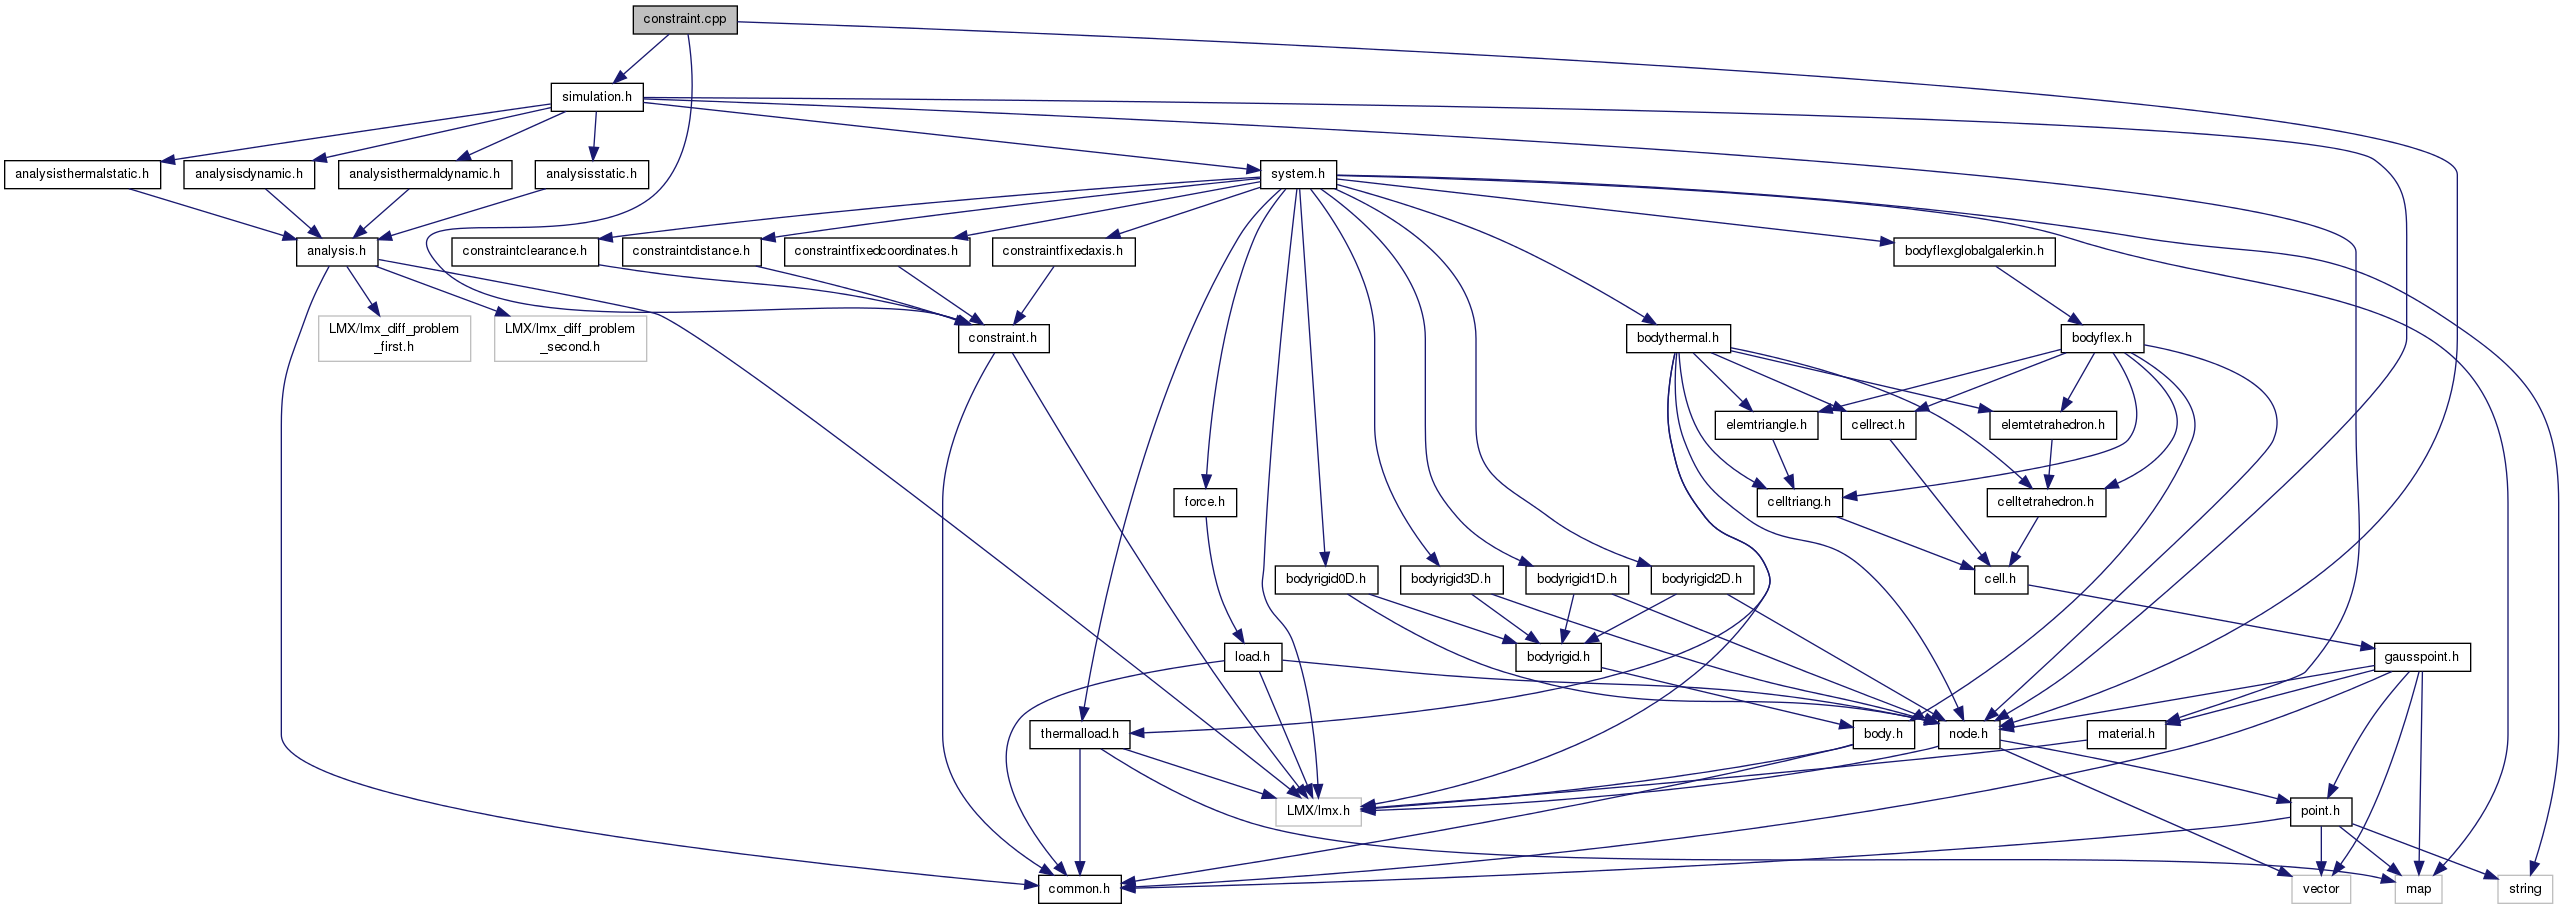 constraint.cpp
simulation.h
analysisthermalstatic.h
analysisdynamic.h
analysisthermaldynamic.h
analysisstatic.h
system.h
analysis.h
constraintclearance.h
constraintdistance.h
constraintfixedcoordinates.h
constraintfixedaxis.h
bodyflexglobalgalerkin.h
LMX/lmx_diff_problem
_first.h
LMX/lmx_diff_problem
_second.h
constraint.h
bodythermal.h
bodyflex.h
elemtriangle.h
cellrect.h
elemtetrahedron.h
force.h
celltriang.h
celltetrahedron.h
bodyrigid0D.h
bodyrigid3D.h
bodyrigid1D.h
bodyrigid2D.h
cell.h
load.h
bodyrigid.h
gausspoint.h
thermalload.h
body.h
node.h
material.h
LMX/lmx.h
point.h
common.h
vector
map
string